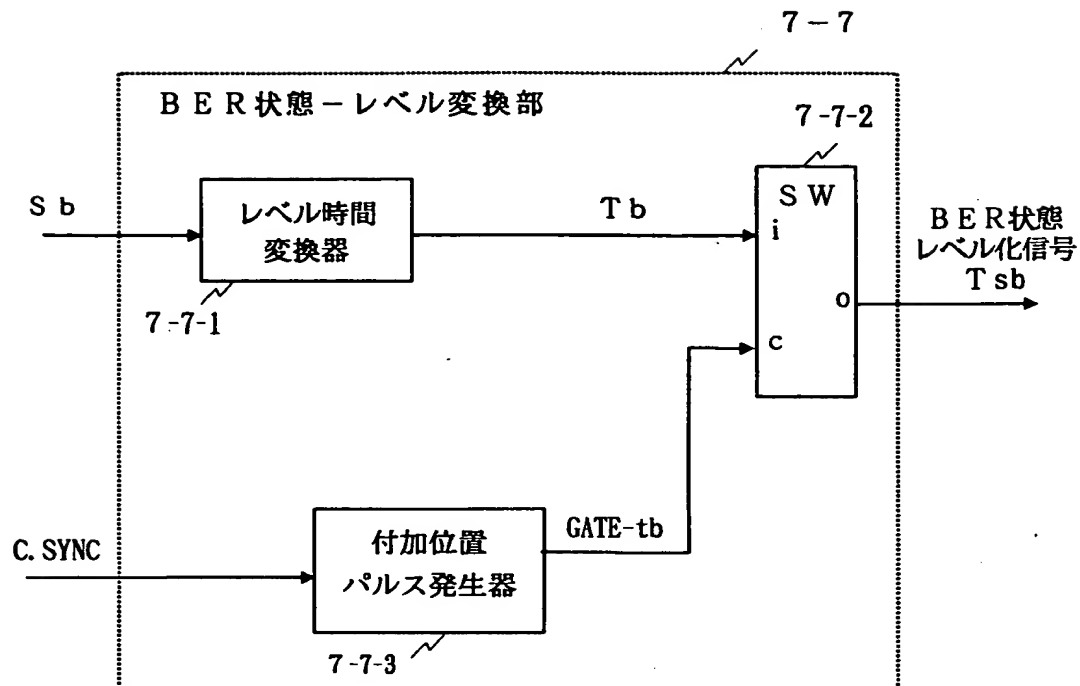 7-7
BER状態-レベル変換部
7-7-2
Sb
レベル時間
変換器
Tb
SW
i
BER状態
レベル化信号
Tsb
o
7-7-1
c
C.SYNC
付加位置
パルス発生器
GATE-tb
7-7-3